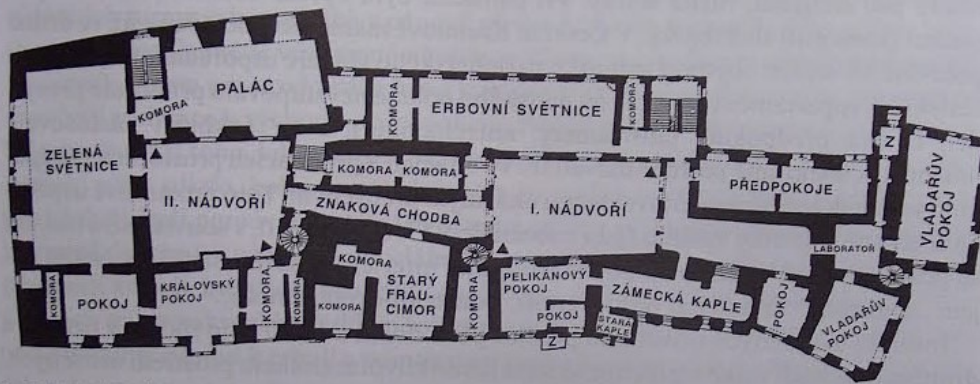 PALÁC
KOMORA
ZELENÁ
SVĚTNICE
II. NÁDVOŘÍ
KOMORA
ERBOVNÍ SVĚTNICE
KOMORA
KOMORA
KOMORA
ZNAKOVÁ CHODBA
I. NÁDVOŘÍ
PŘEDPOKOJE
Z
VLADAŘŮV
POKOJ
LABORATOŘ
KOMORA
POKOJ
KRÁLOVSKÝ
POKOJ
KOMORA
KOMORA
KOMORA
KOMORA
STARÝ
FRAU-
CIMOR
KOMORA
PELIKÁNOVÝ
POKOJ
POKOJ
Z
STARÁ
KAPLE
ZÁMECKÁ KAPLE
POKOJ
VLADAŘŮV
POKOJ